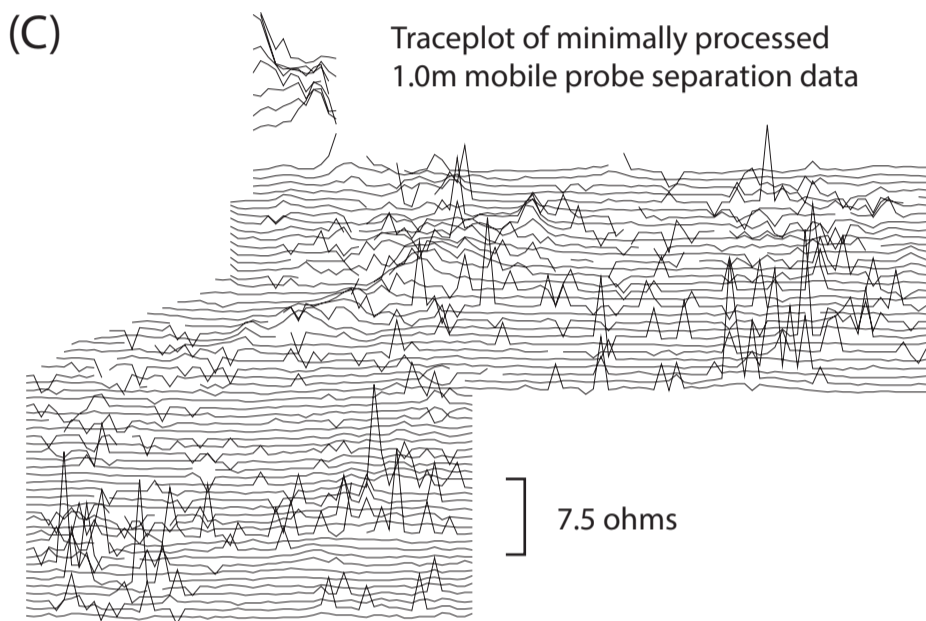 (C)
Traceplot of minimally processed
1.0m mobile probe separation data
7.5 ohms